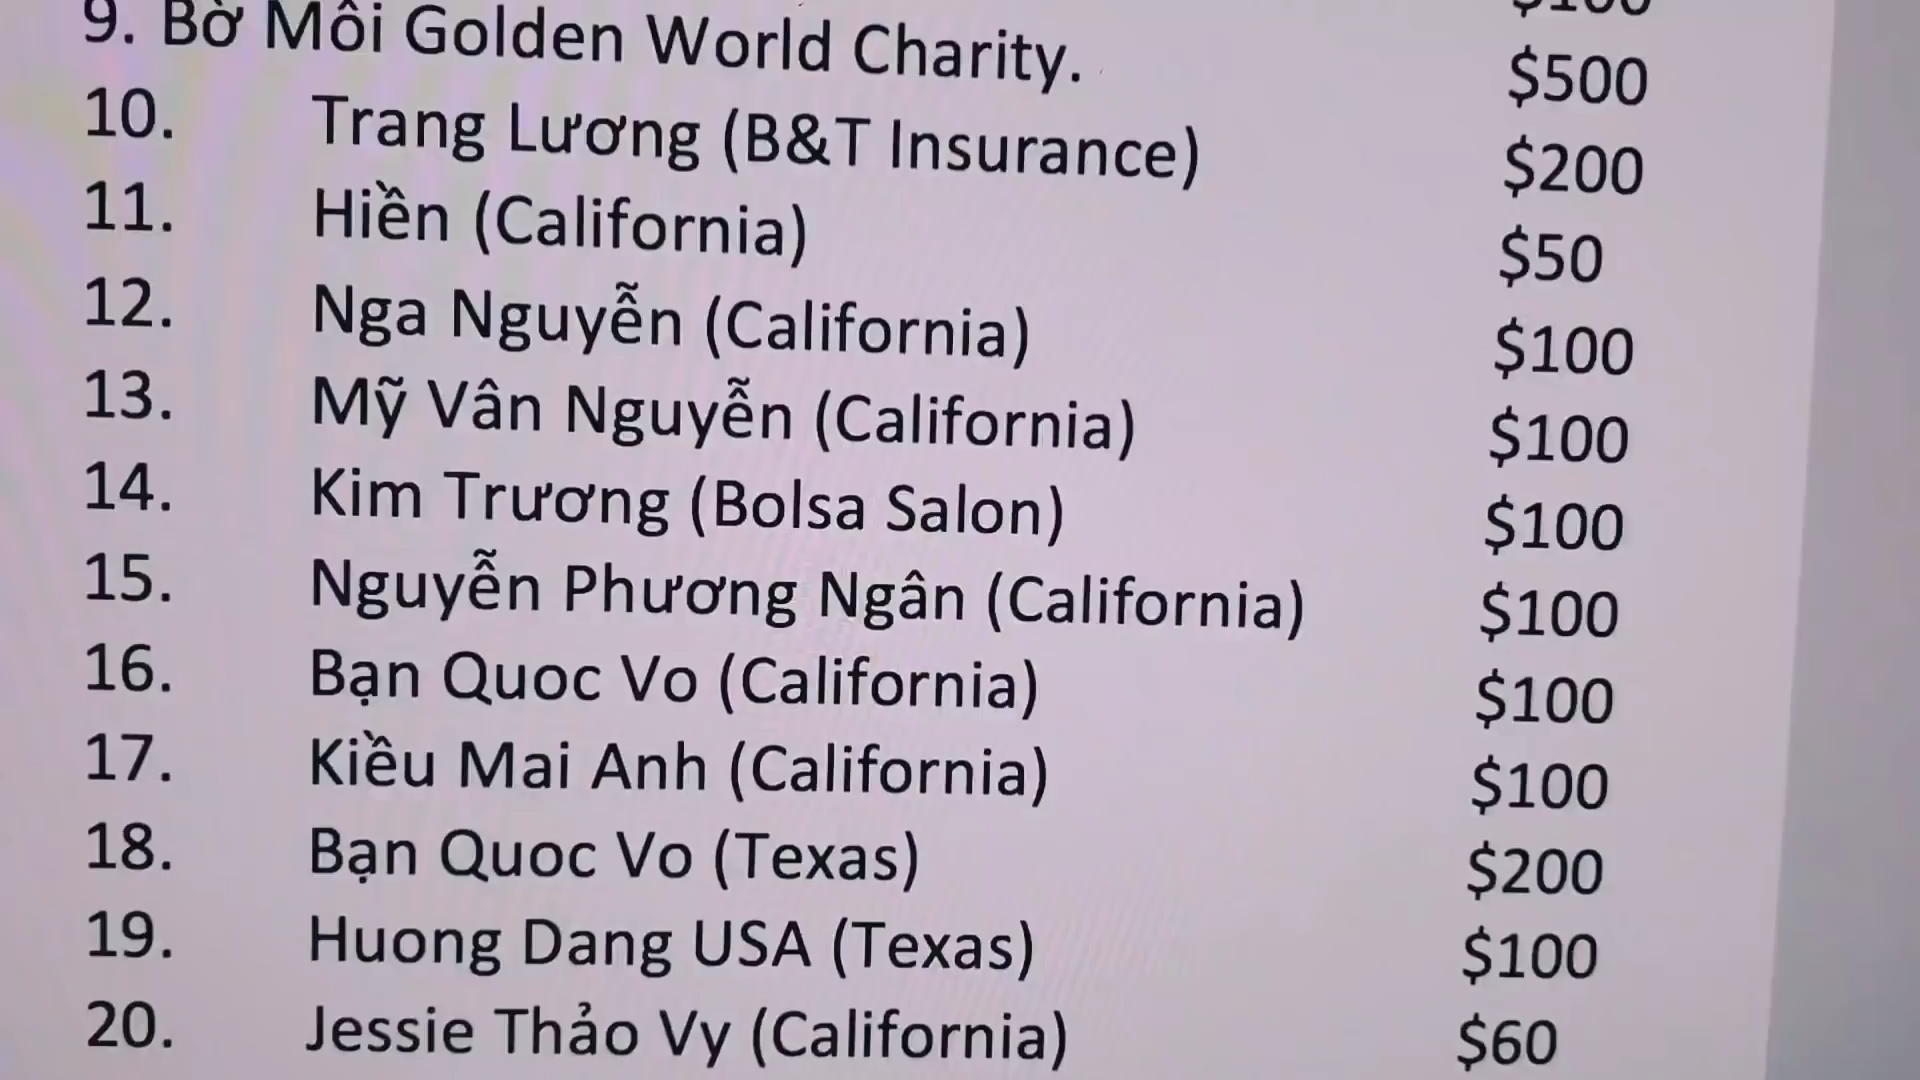 9. Bờ Môi Golden World Charity. $500
10. Trang Lương (B&T Insurance) $200
11. Hiền (California) $50
12. Nga Nguyễn (California) $100
13. Mỹ Vân Nguyễn (California) $100
14. Kim Trương (Bolsa Salon) $100
15. Nguyễn Phương Ngân (California) $100
16. Bạn Quoc Vo (California) $100
17. Kiều Mai Anh (California) $100
18. Bạn Quoc Vo (Texas) $200
19. Huong Dang USA (Texas) $100
20. Jessie Thảo Vy (California) $60